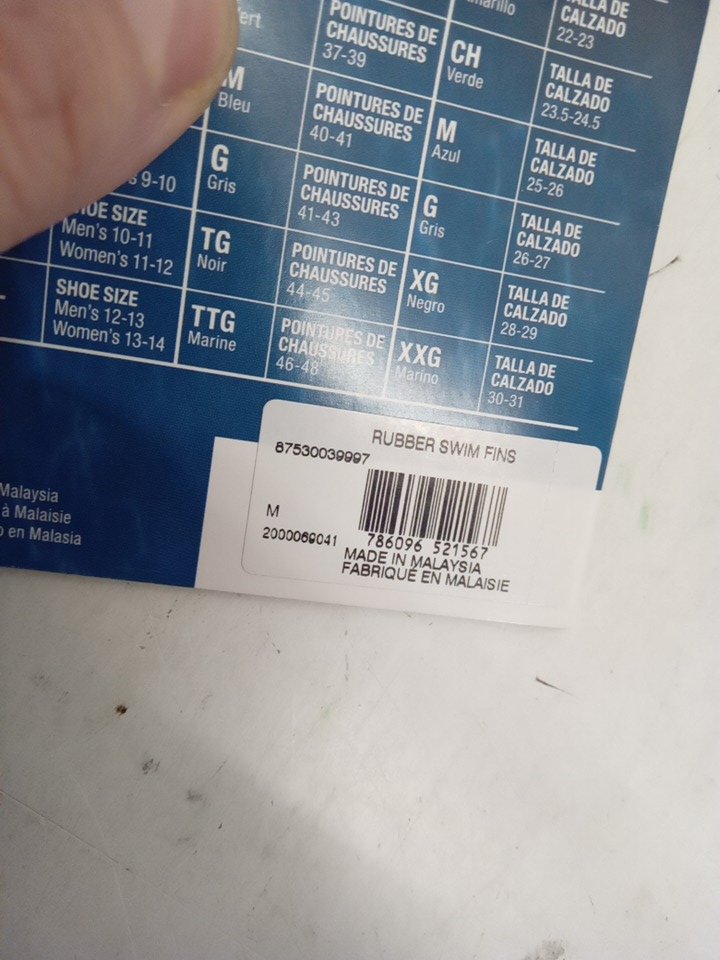 Vert
POINTURES DE
CHAUSSURES
37-39
CH
Verde
CALZADO
22-23
M
Bleu
POINTURES DE
CHAUSSURES
40-41
M
Azul
TALLA DE
CALZADO
23.5-24.5
9-10
G
Gris
POINTURES DE
CHAUSSURES
41-43
G
Gris
TALLA DE
CALZADO
25-26
SIZE
Men's 10-11
Women's 11-12
TG
Noir
POINTURES DE
CHAUSSURES
44-45
XG
Negro
TALLA DE
CALZADO
26-27
SHOE SIZE
Men's 12-13
Women's 13-14
TTG
Marine
POINTURES DE
CHAUSSURES
46-48
XXG
Marino
TALLA DE
CALZADO
28-29
TALLA DE
CALZADO
30-31
Malaysia
à Malaisie
en Malasia
RUBBER SWIM FINS
87530039997
M
2000069041
786096 521567
MADE IN MALAYSIA
FABRIQUÉ EN MALAISIE